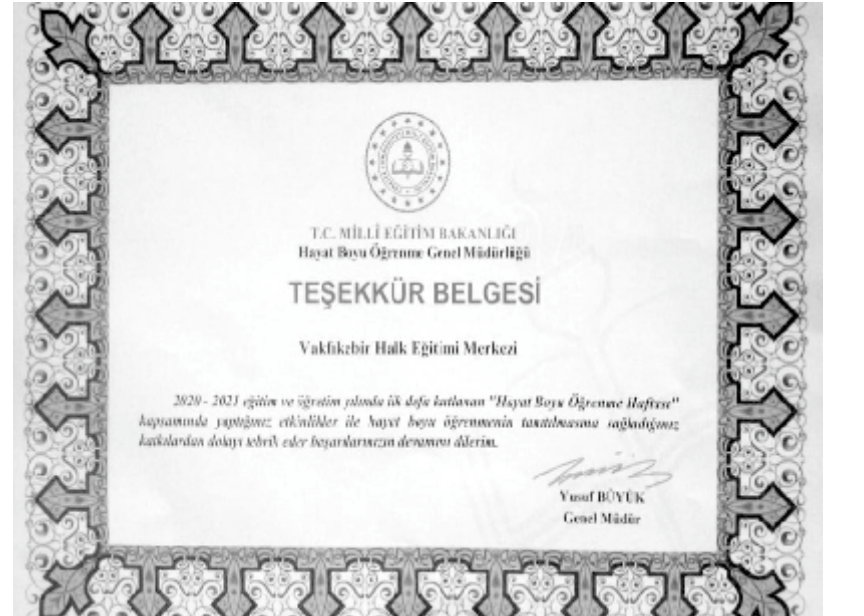 T.C. MİLLÎ EĞİTİM BAKANLIĞI
Hayat Boyu Öğrenme Genel Müdürlüğü
TEŞEKKÜR BELGESİ
Vakfıkebir Halk Eğitimi Merkezi
2020 - 2021 eğitim ve öğretim yılında ilk defa kutlanan "Hayat Boyu Öğrenme Haftası"
kapsamında yaptığınız etkinlikler ile hayat boyu öğrenmenin tanıtılmasına sağladığınız
katkılardan dolayı tebrik eder başarılarınızın devamını dilerim.
Yusuf BÜYÜK
Genel Müdür